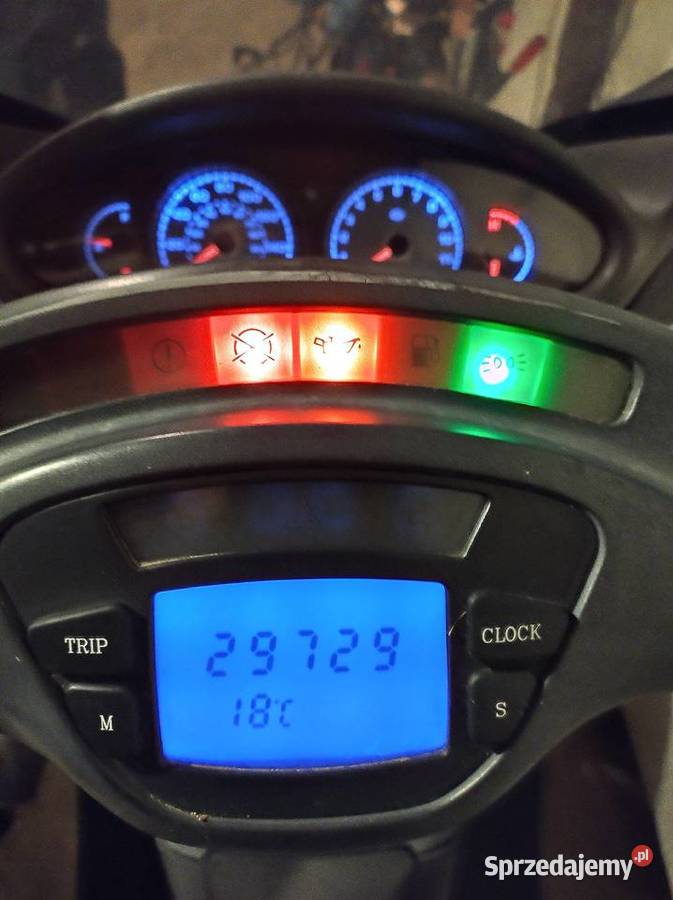 29729
18°C
TRIP
CLOCK
M
S
Sprzedajemy.pl